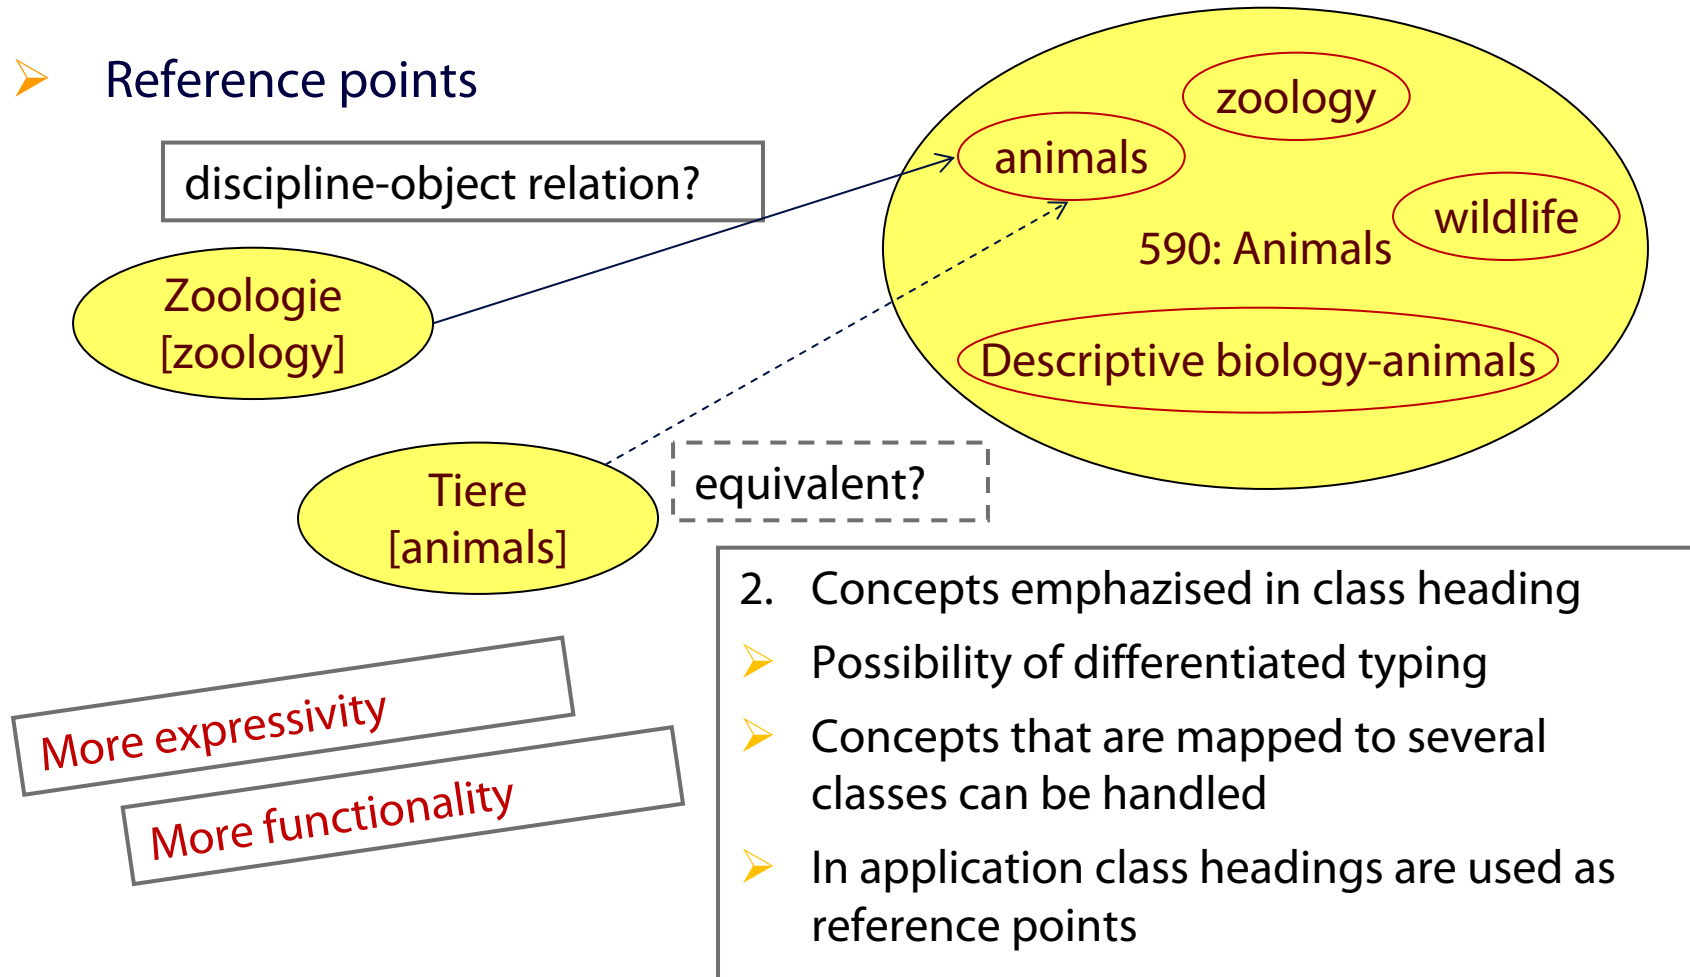 Reference points
discipline-object relation?
Zoologie
[zoology]
Tiere
[animals]
equivalent?
zoology
animals
wildlife
590: Animals
Descriptive biology-animals
More expressivity
More functionality
2. Concepts emphazised in class heading
Possibility of differentiated typing
Concepts that are mapped to several
classes can be handled
In application class headings are used as
reference points